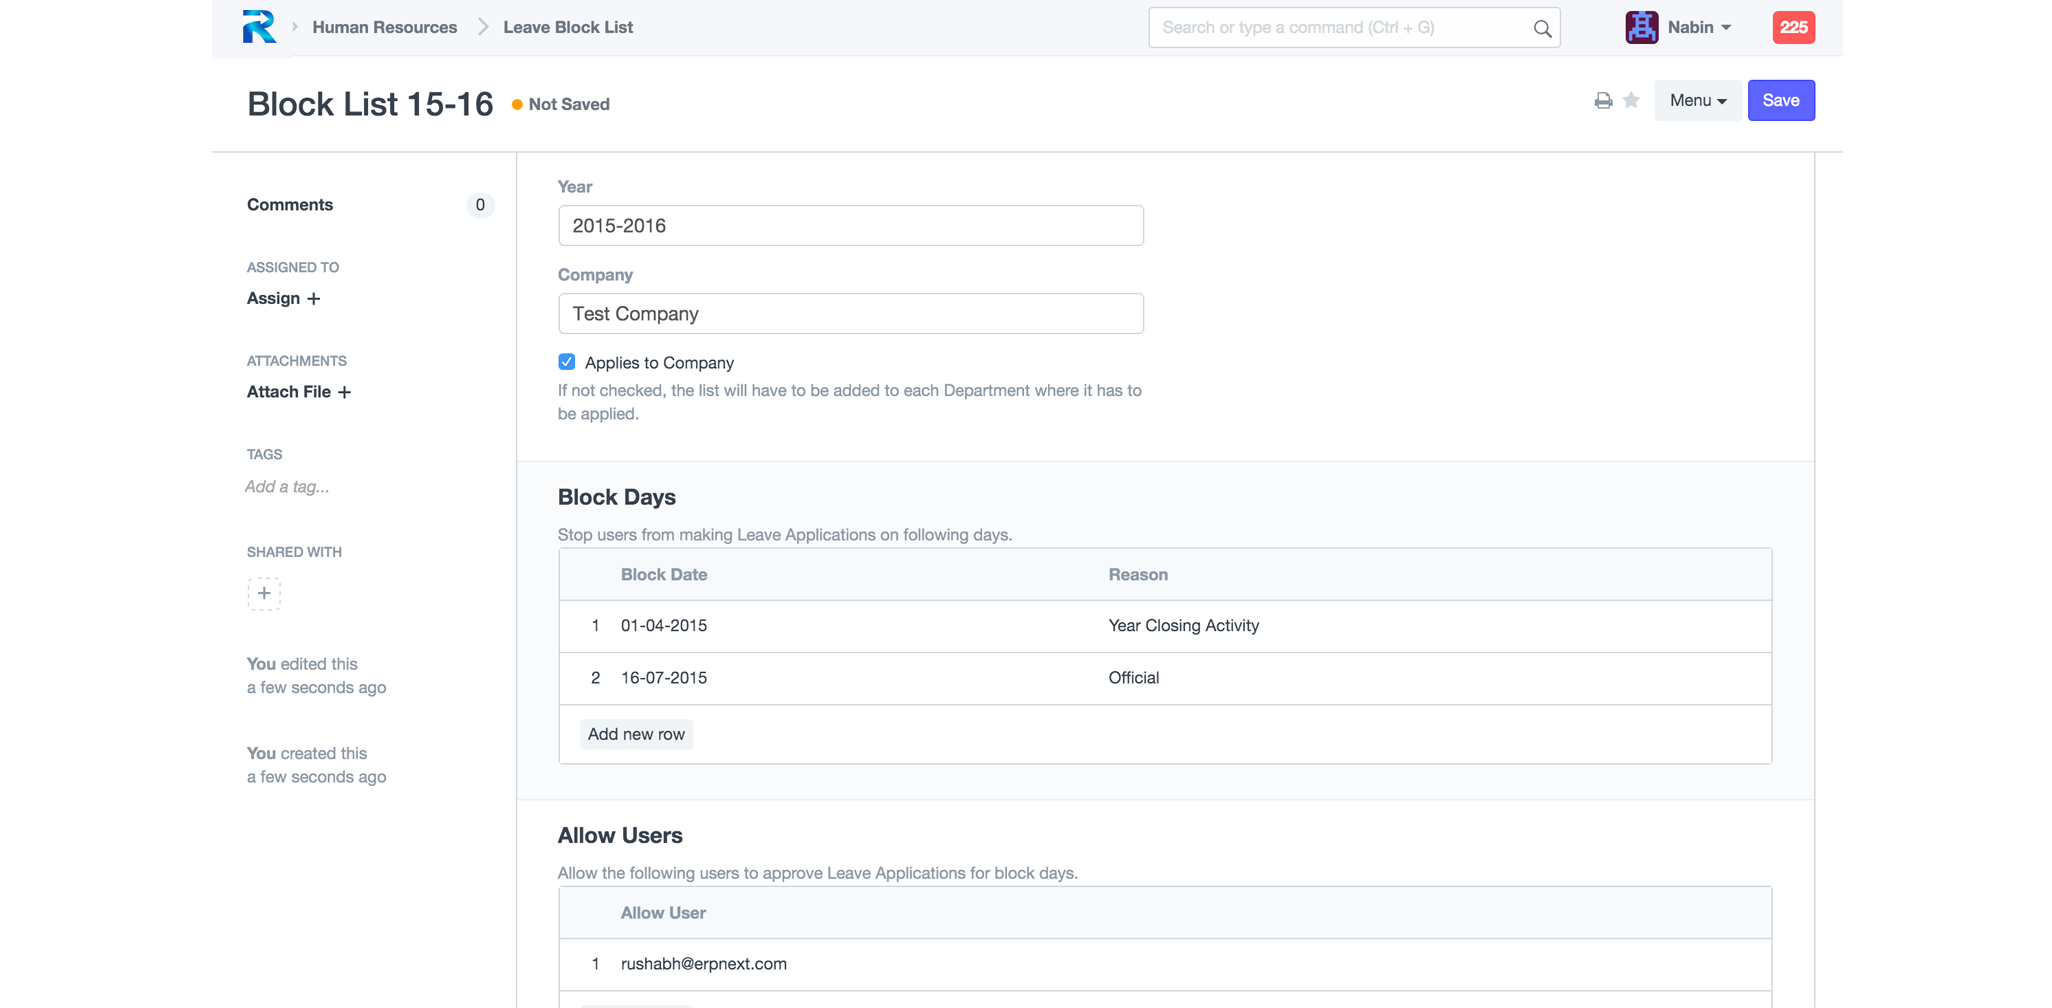 Human Resources
Leave Block List
Search or type a command (Ctrl + G)
Nabin
225
Block List 15-16
Not Saved
Menu
Save
Comments
0
ASSIGNED TO
Assign +
ATTACHMENTS
Attach File +
TAGS
Add a tag...
SHARED WITH
+
You edited this
a few seconds ago
You created this
a few seconds ago
Year
2015-2016
Company
Test Company
Applies to Company
If not checked, the list will have to be added to each Department where it has to
be applied.
Block Days
Stop users from making Leave Applications on following days.
Block Date Reason
1 01-04-2015 Year Closing Activity
2 16-07-2015 Official
Add new row
Allow Users
Allow the following users to approve Leave Applications for block days.
Allow User
1 rushabh@erpnext.com